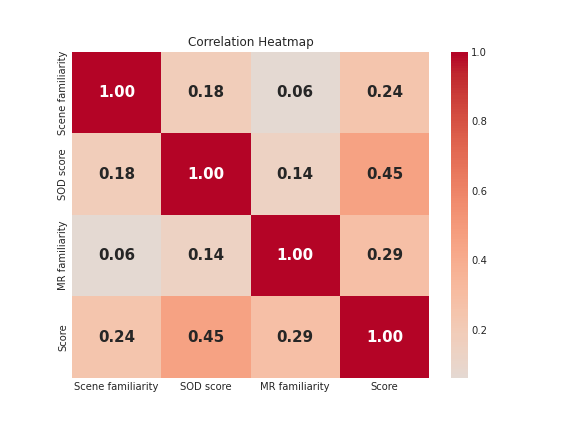 Correlation Heatmap
Scene familiarity 1.00 0.18 0.06 0.24
SOD score 0.18 1.00 0.14 0.45
MR familiarity 0.06 0.14 1.00 0.29
Score 0.24 0.45 0.29 1.00
Scene familiarity SOD score MR familiarity Score
1.0
0.8
0.6
0.4
0.2